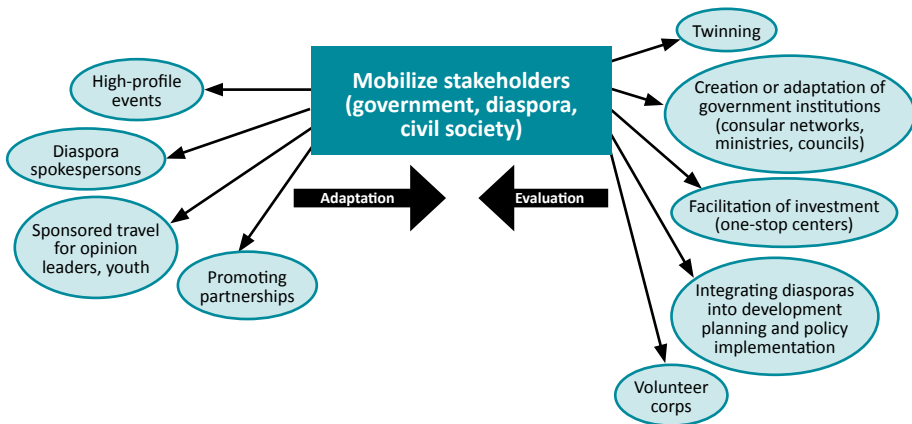 Mobilize stakeholders
(government, diaspora,
civil society)
High-profile
events
Diaspora
spokespersons
Sponsored travel
for opinion
leaders, youth
Promoting
partnerships
Adaptation
Evaluation
Twinning
Creation or adaptation of
government institutions
(consular networks,
ministries, councils)
Facilitation of investment
(one-stop centers)
Integrating diasporas
into development
planning and policy
implementation
Volunteer
corps